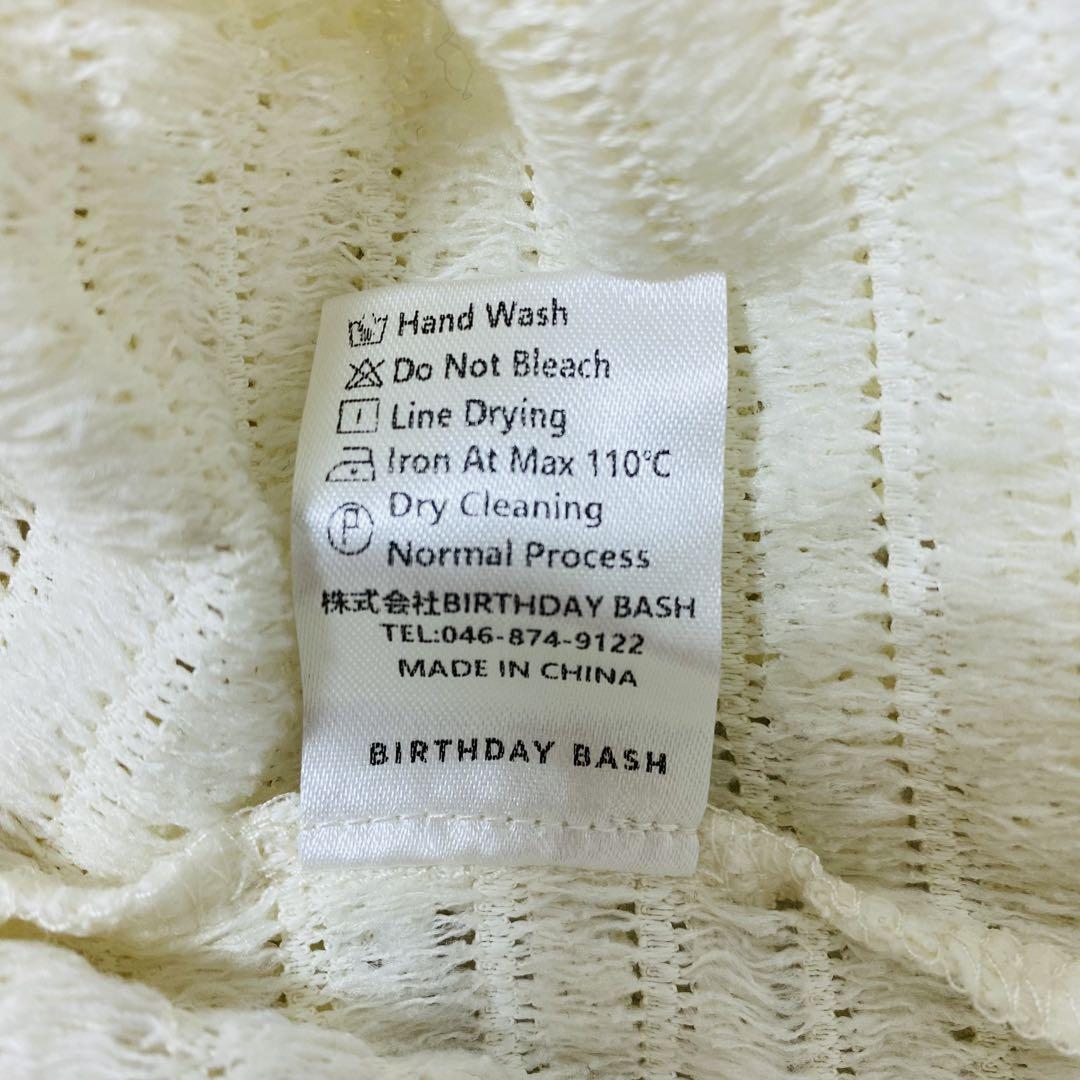 Hand Wash
Do Not Bleach
Line Drying
Iron At Max 110℃
P Dry Cleaning
Normal Process
株式会社BIRTHDAY BASH
TEL:046-874-9122
MADE IN CHINA
BIRTHDAY BASH